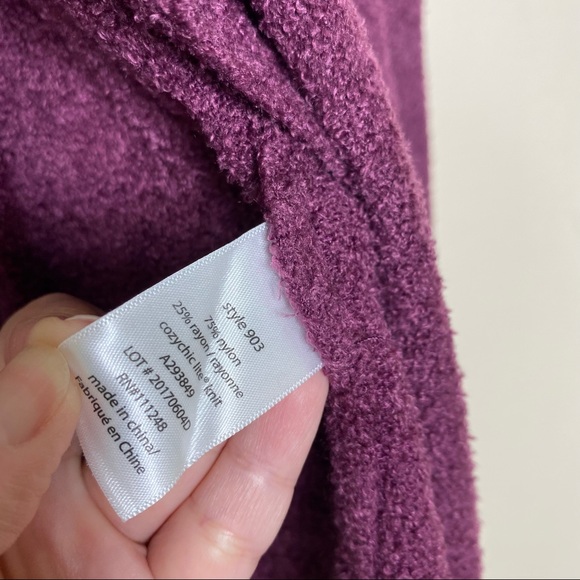 style 903
75% nylon
25% rayon / rayonne
cozychic lite® knit
A293849
LOT # 20170604D
RN#111248
made in china/
Fabriqué en Chine